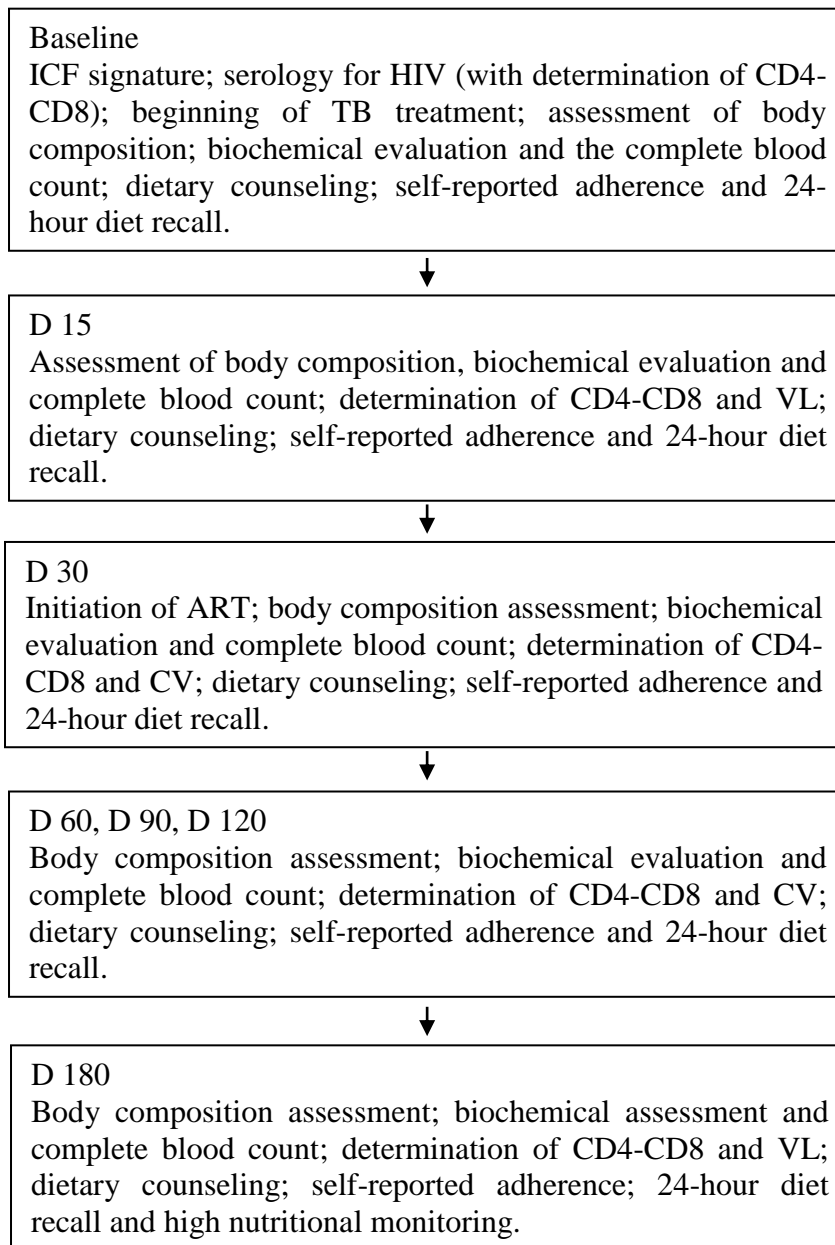 Baseline
ICF signature; serology for HIV (with determination of CD4-
CD8); beginning of TB treatment; assessment of body
composition; biochemical evaluation and the complete blood
count; dietary counseling; self-reported adherence and 24-
hour diet recall.
D 15
Assessment of body composition, biochemical evaluation and
complete blood count; determination of CD4-CD8 and VL;
dietary counseling; self-reported adherence and 24-hour diet
recall.
D 30
Initiation of ART; body composition assessment; biochemical
evaluation and complete blood count; determination of CD4-
CD8 and CV; dietary counseling; self-reported adherence and
24-hour diet recall.
D 60, D 90, D 120
Body composition assessment; biochemical evaluation and
complete blood count; determination of CD4-CD8 and CV;
dietary counseling; self-reported adherence and 24-hour diet
recall.
D 180
Body composition assessment; biochemical assessment and
complete blood count; determination of CD4-CD8 and VL;
dietary counseling; self-reported adherence; 24-hour diet
recall and high nutritional monitoring.